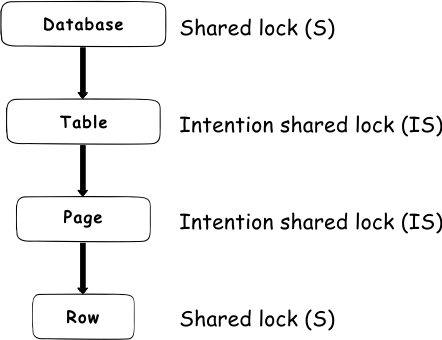 Database Shared lock (S)
Table Intention shared lock (IS)
Page Intention shared lock (IS)
Row Shared lock (S)